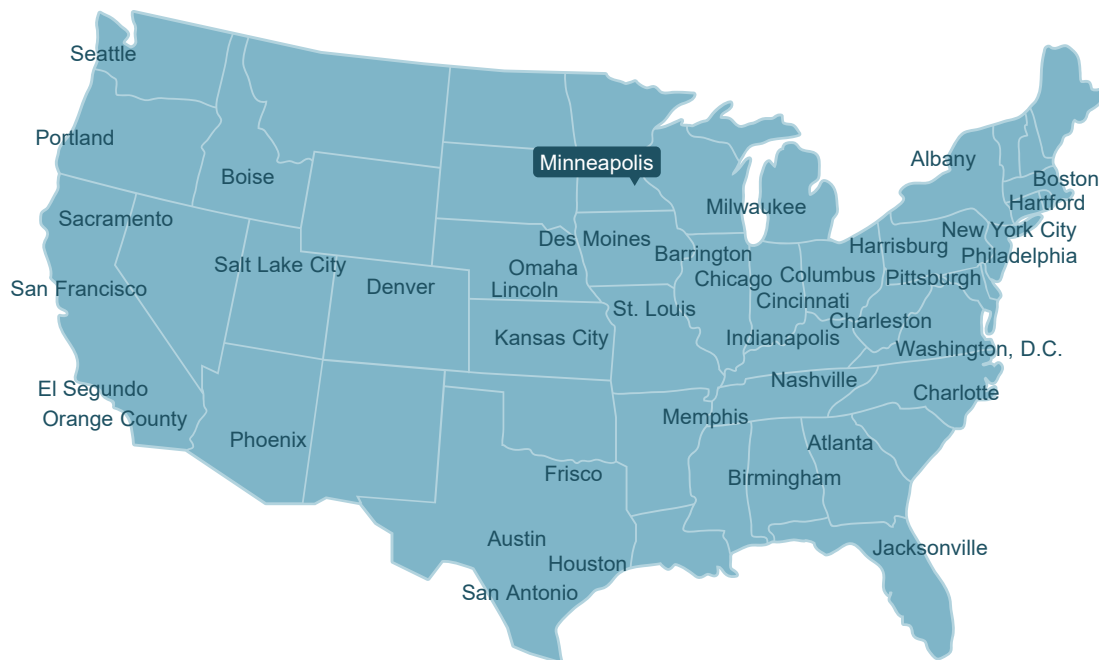 Seattle
Portland
Albany
Minneapolis
Boise
Boston
Hartford
Milwaukee
Sacramento
New York City
Des Moines
Harrisburg
Barrington
Philadelphia
Salt Lake City
Omaha
Columbus
Chicago
Pittsburgh
Denver
San Francisco
Lincoln
Cincinnati
St. Louis
Charleston
Kansas City
Indianapolis
Washington, D.C.
Nashville
El Segundo
Charlotte
Orange County
Memphis
Phoenix
Atlanta
Frisco
Birmingham
Austin
Jacksonville
Houston
San Antonio